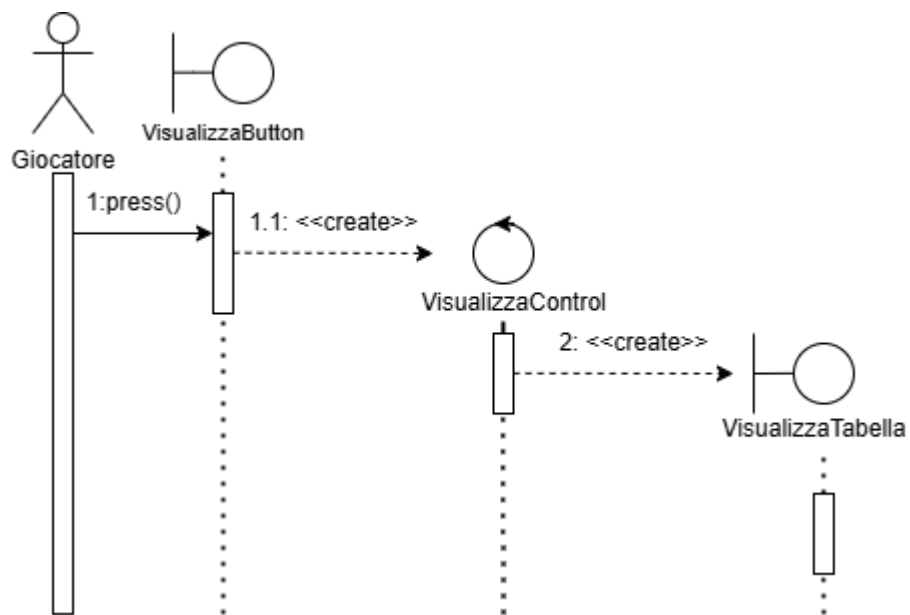 VisualizzaButton
Giocatore
1:press()
1.1: <<create>>
VisualizzaControl
2: <<create>>
VisualizzaTabella